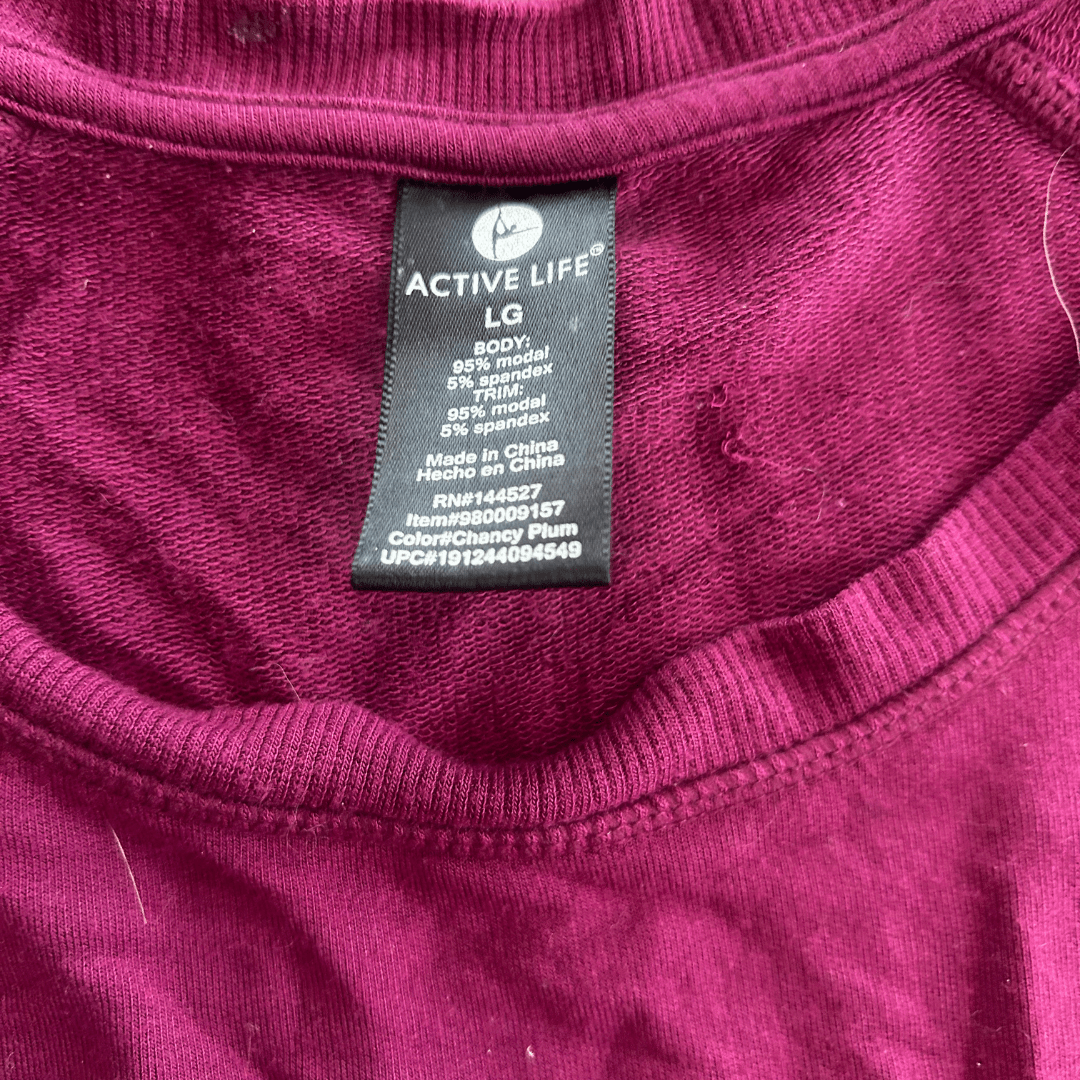 ACTIVE LIFE™
LG
BODY:
95% modal
5% spandex
TRIM:
95% modal
5% spandex
Made in China
Hecho en China
RN#144527
Item#980009157
Color#Chancy Plum
UPC#191244094549